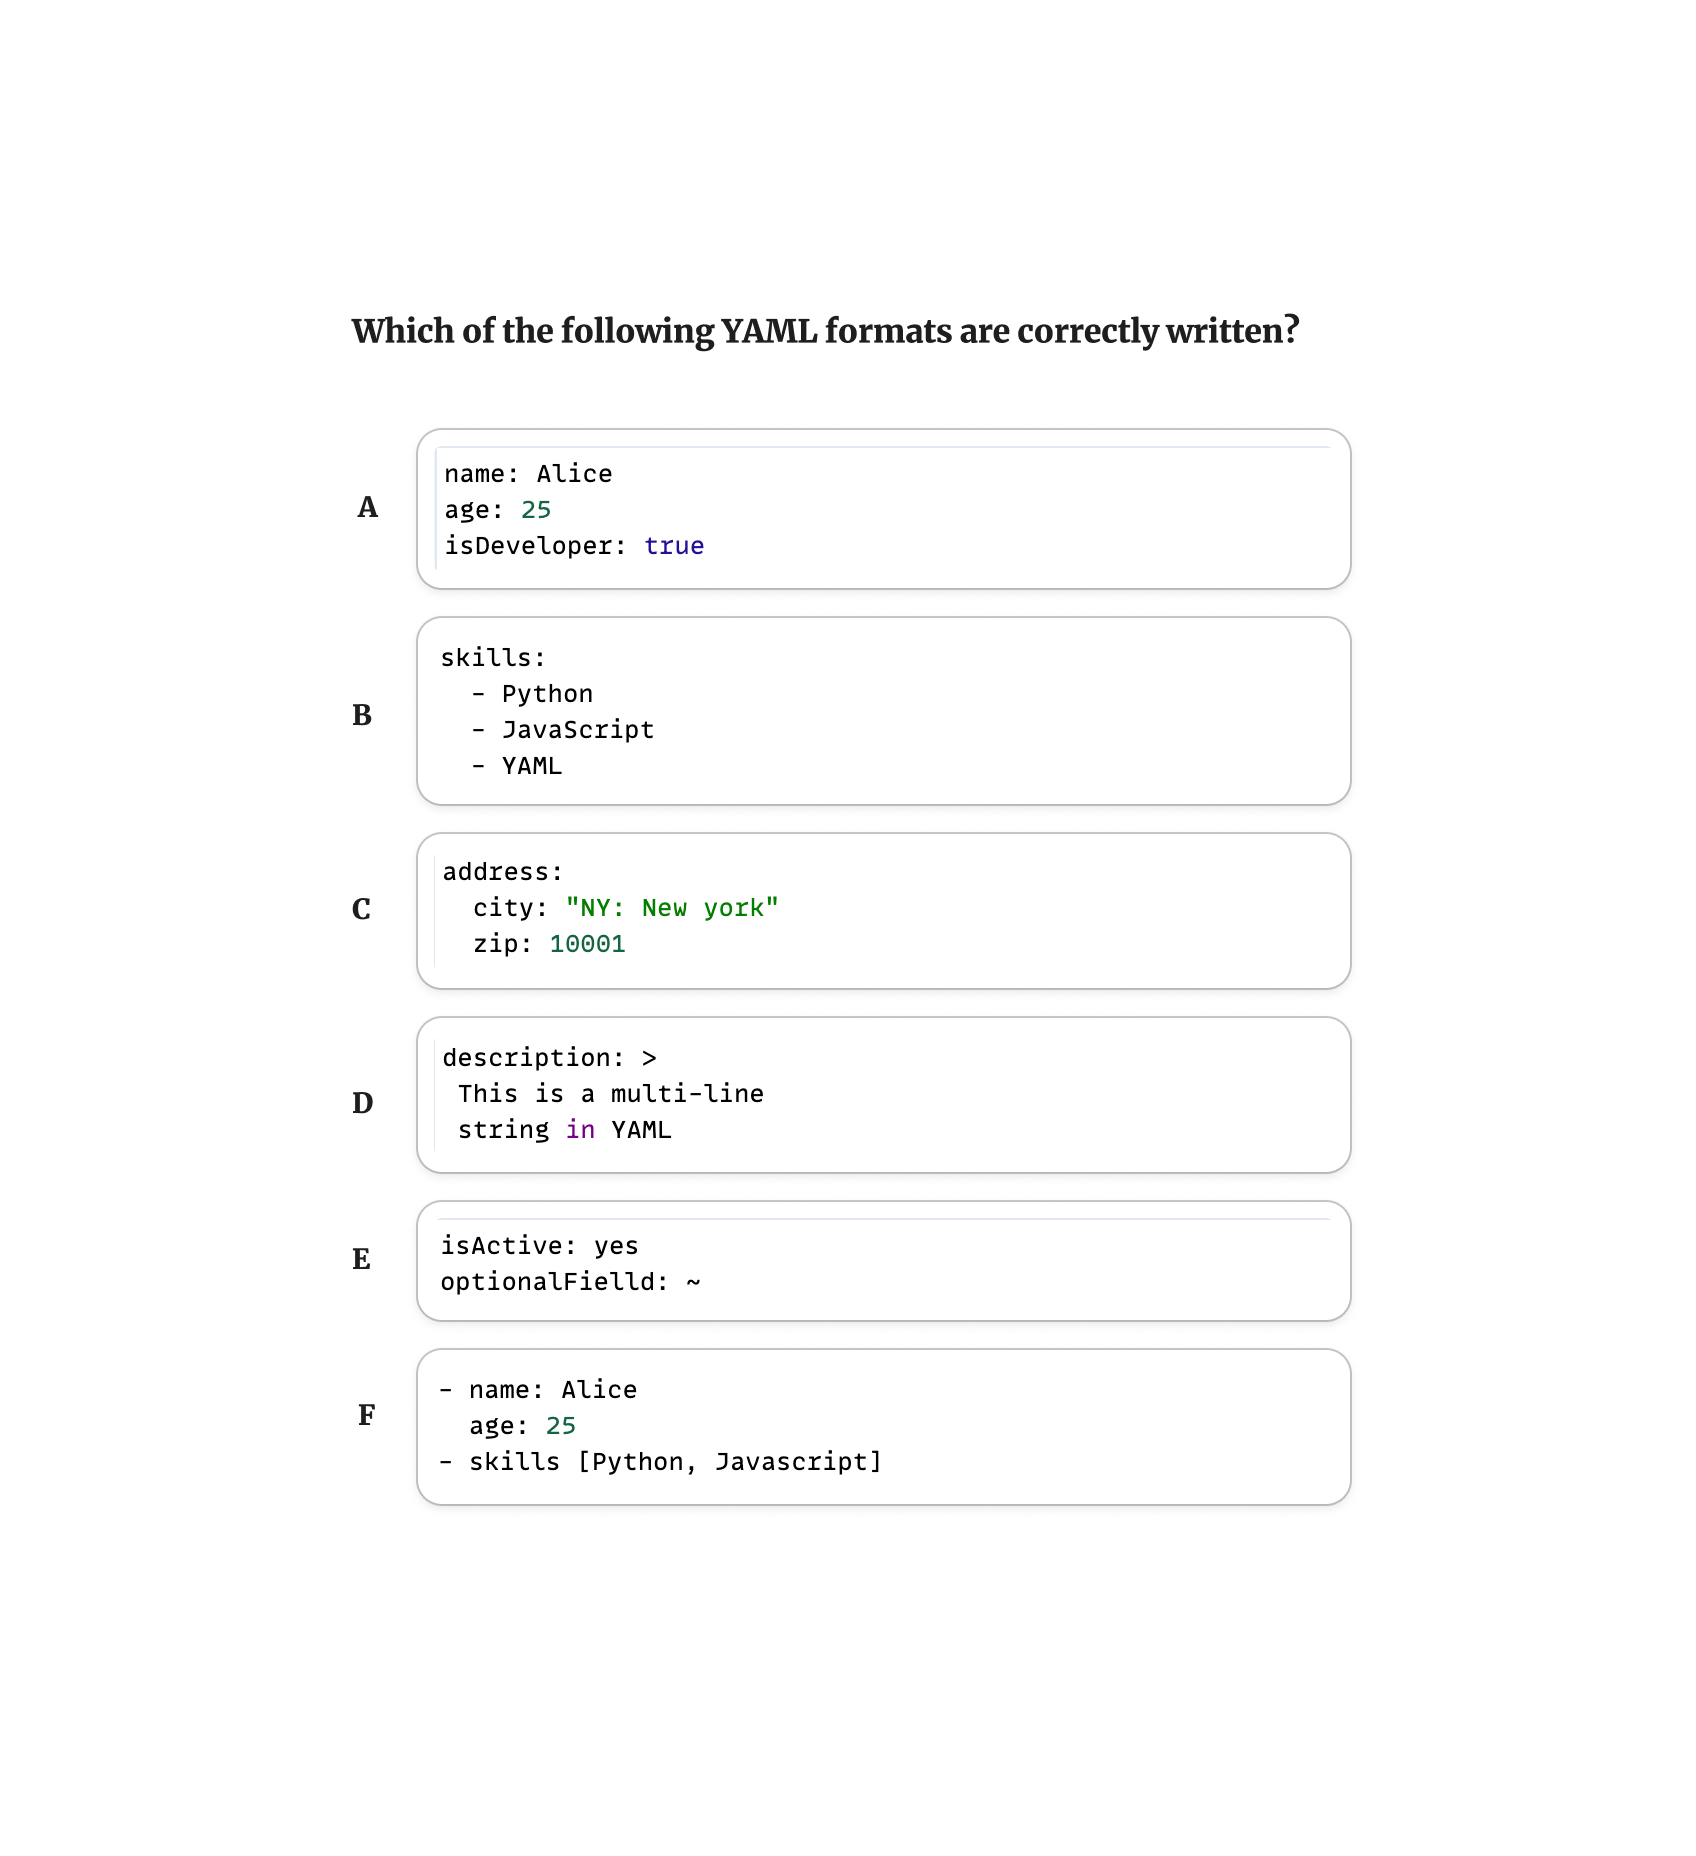 Which of the following YAML formats are correctly written?
A
name: Alice
age: 25
isDeveloper: true
B
skills:
  - Python
  - JavaScript
  - YAML
C
address:
  city: "NY: New york"
  zip: 10001
D
description: >
 This is a multi-line
 string in YAML
E
isActive: yes
optionalFielld: ~
F
- name: Alice
  age: 25
- skills [Python, Javascript]